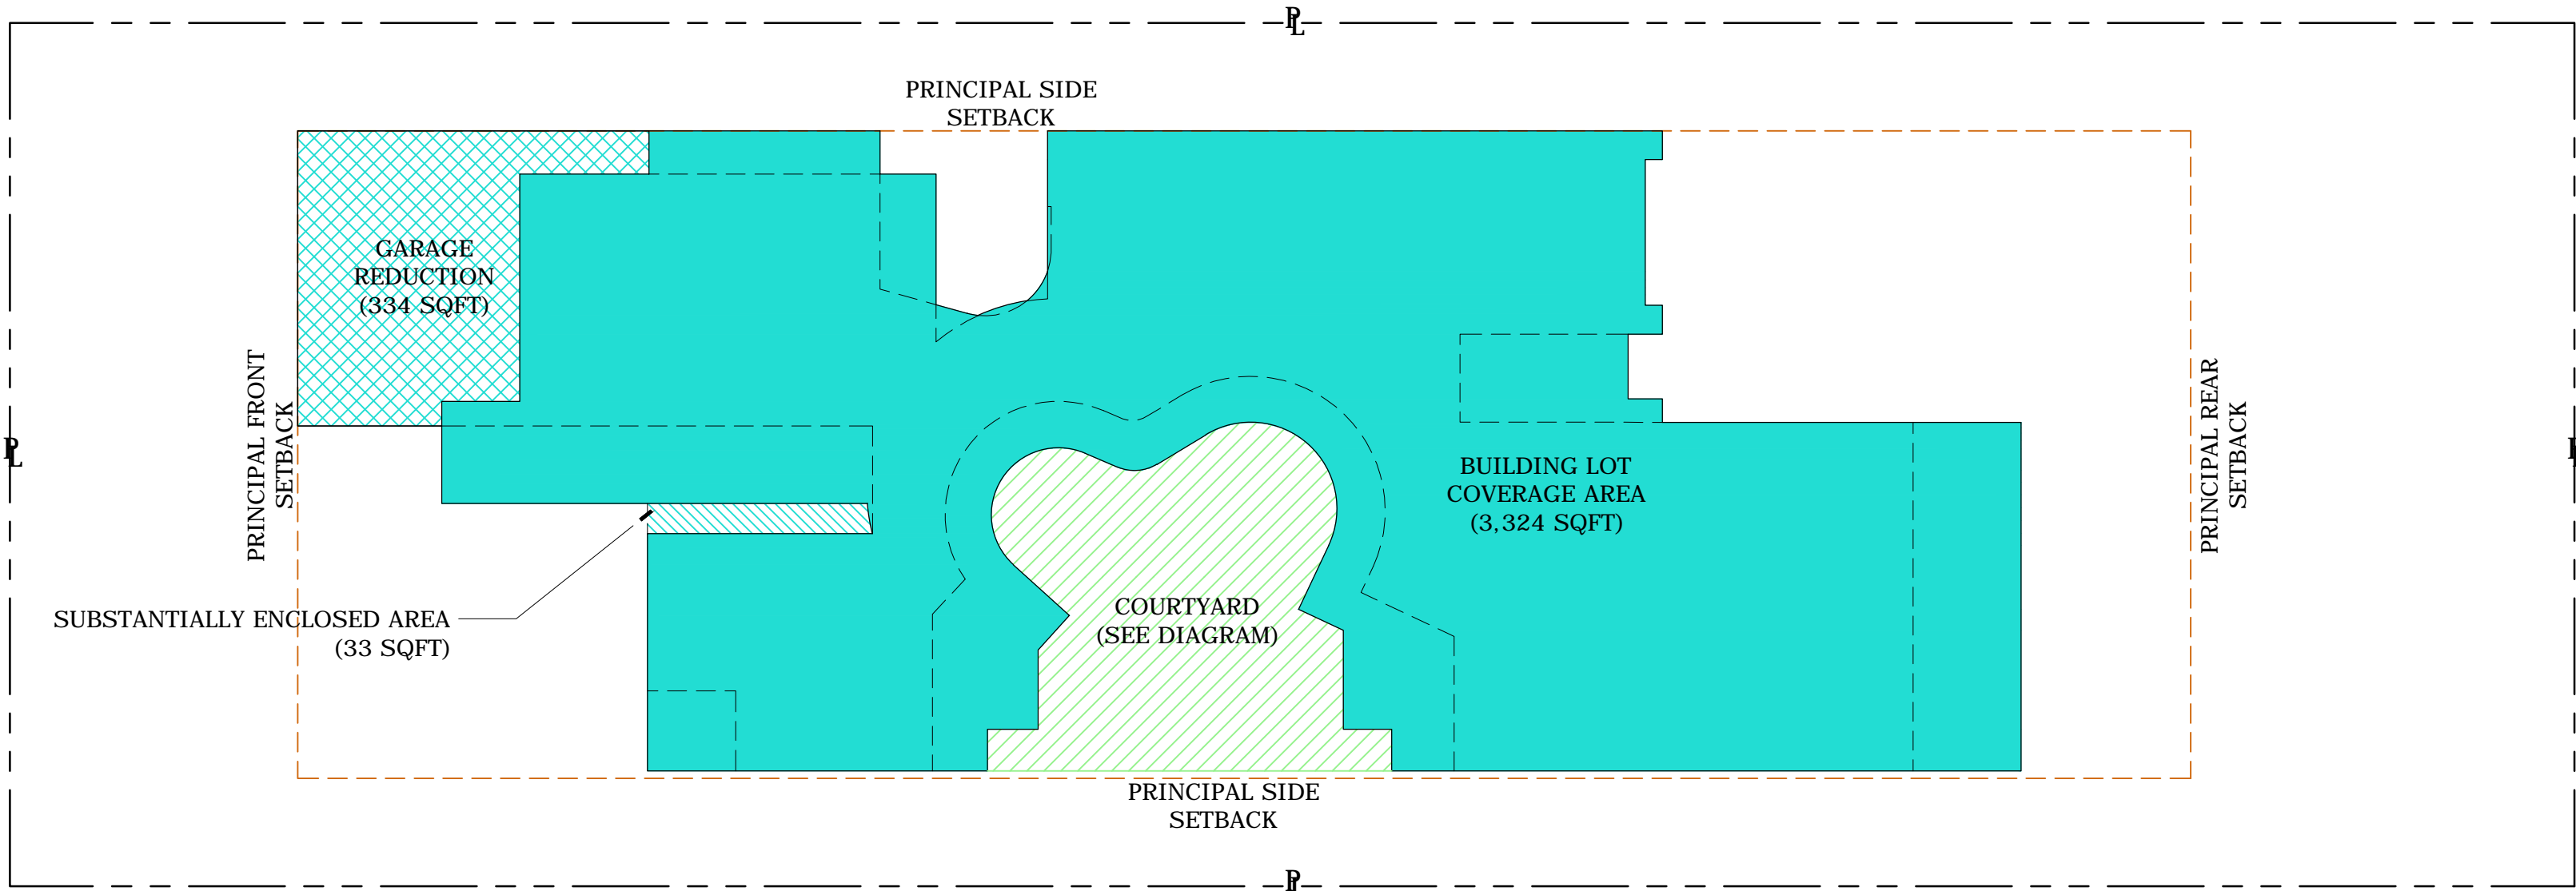 PL
PRINCIPAL SIDE
SETBACK
GARAGE
REDUCTION
(334 SQFT)
PRINCIPAL FRONT
SETBACK
PL
PRINCIPAL REAR
SETBACK
BUILDING LOT
COVERAGE AREA
(3,324 SQFT)
COURTYARD
(SEE DIAGRAM)
SUBSTANTIALLY ENCLOSED AREA
(33 SQFT)
PRINCIPAL SIDE
SETBACK
PL